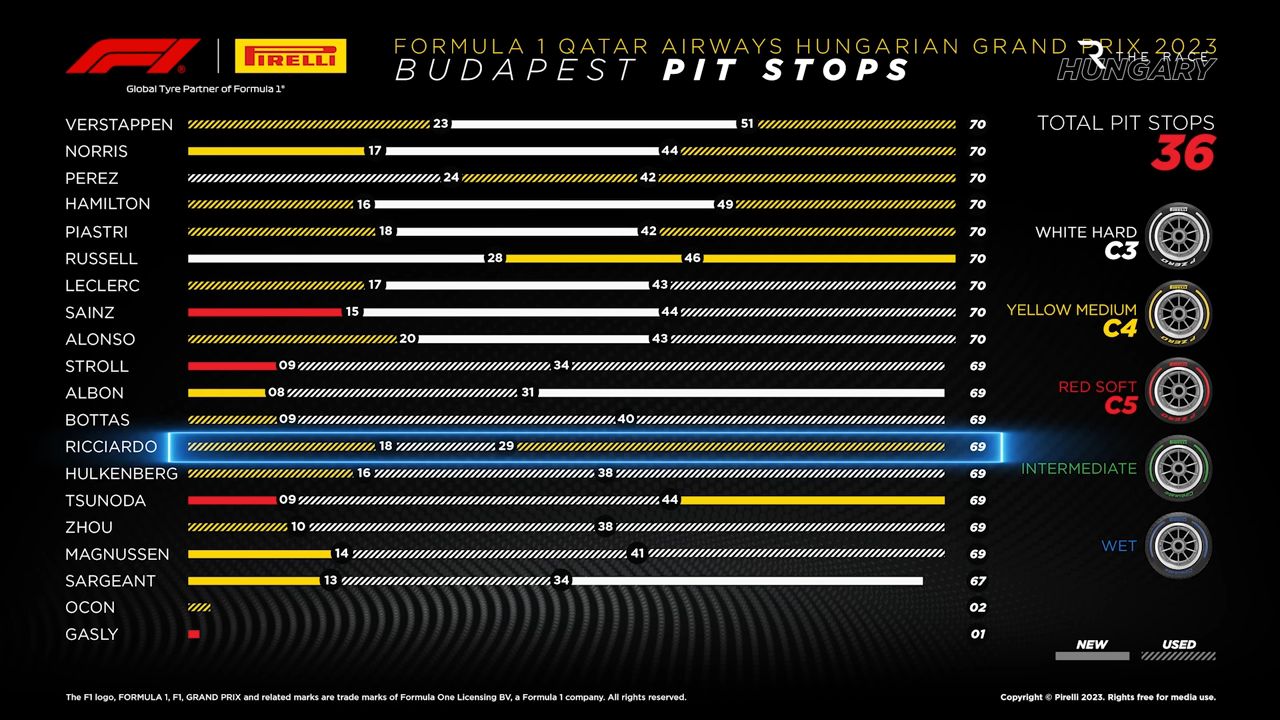 F1® PIRELLI
Global Tyre Partner of Formula 1®
FORMULA 1 QATAR AIRWAYS HUNGARIAN GRAND PRIX 2023
BUDAPEST PIT STOPS
THE RACE
HUNGARY
VERSTAPPEN 23 51 70
NORRIS 17 44 70
PEREZ 24 42 70
HAMILTON 16 49 70
PIASTRI 18 42 70
RUSSELL 28 46 70
LECLERC 17 43 70
SAINZ 15 44 70
ALONSO 20 43 70
STROLL 09 34 69
ALBON 08 31 69
BOTTAS 09 40 69
RICCIARDO 18 29 69
HULKENBERG 16 38 69
TSUNODA 09 44 69
ZHOU 10 38 69
MAGNUSSEN 14 41 69
SARGEANT 13 34 67
OCON 02
GASLY 01
TOTAL PIT STOPS
36
WHITE HARD
C3
YELLOW MEDIUM
C4
RED SOFT
C5
INTERMEDIATE
WET
NEW USED
The F1 logo, FORMULA 1, F1, GRAND PRIX and related marks are trade marks of Formula One Licensing BV, a Formula 1 company. All rights reserved.
Copyright © Pirelli 2023. Rights free for media use.